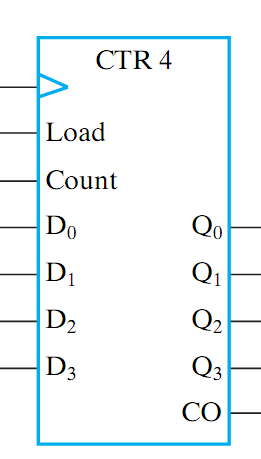 CTR 4
Load
Count
D₀ Q₀
D₁ Q₁
D₂ Q₂
D₃ Q₃
CO